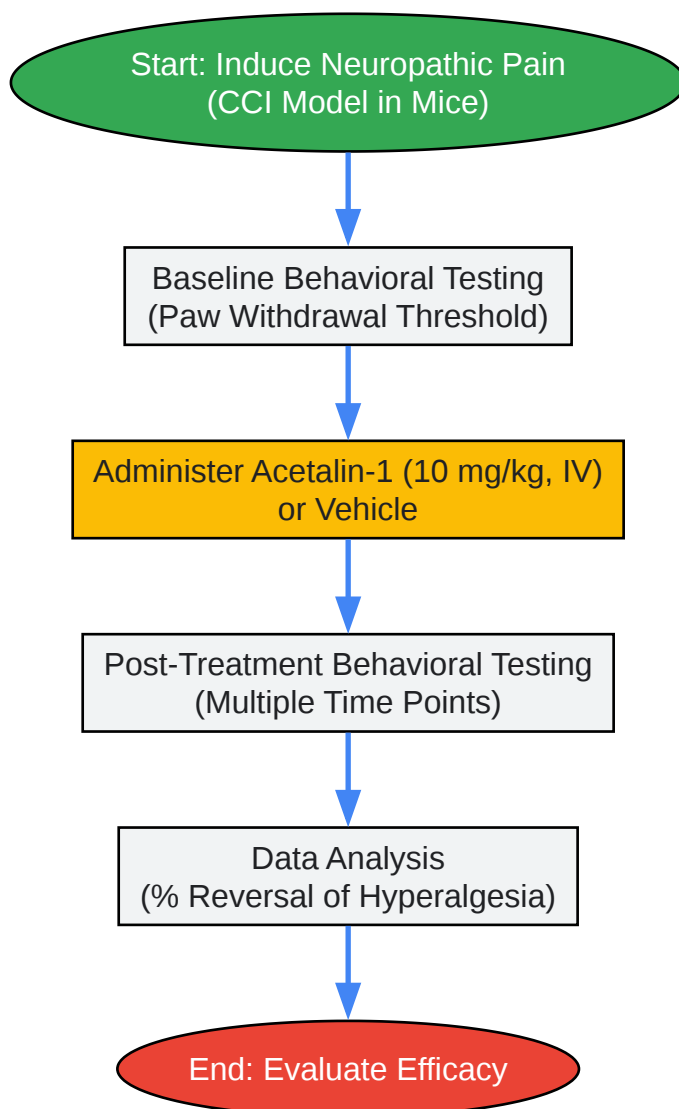 Start: Induce Neuropathic Pain
(CCI Model in Mice)
Baseline Behavioral Testing
(Paw Withdrawal Threshold)
Administer Acetalin-1 (10 mg/kg, IV)
or Vehicle
Post-Treatment Behavioral Testing
(Multiple Time Points)
Data Analysis
(% Reversal of Hyperalgesia)
End: Evaluate Efficacy